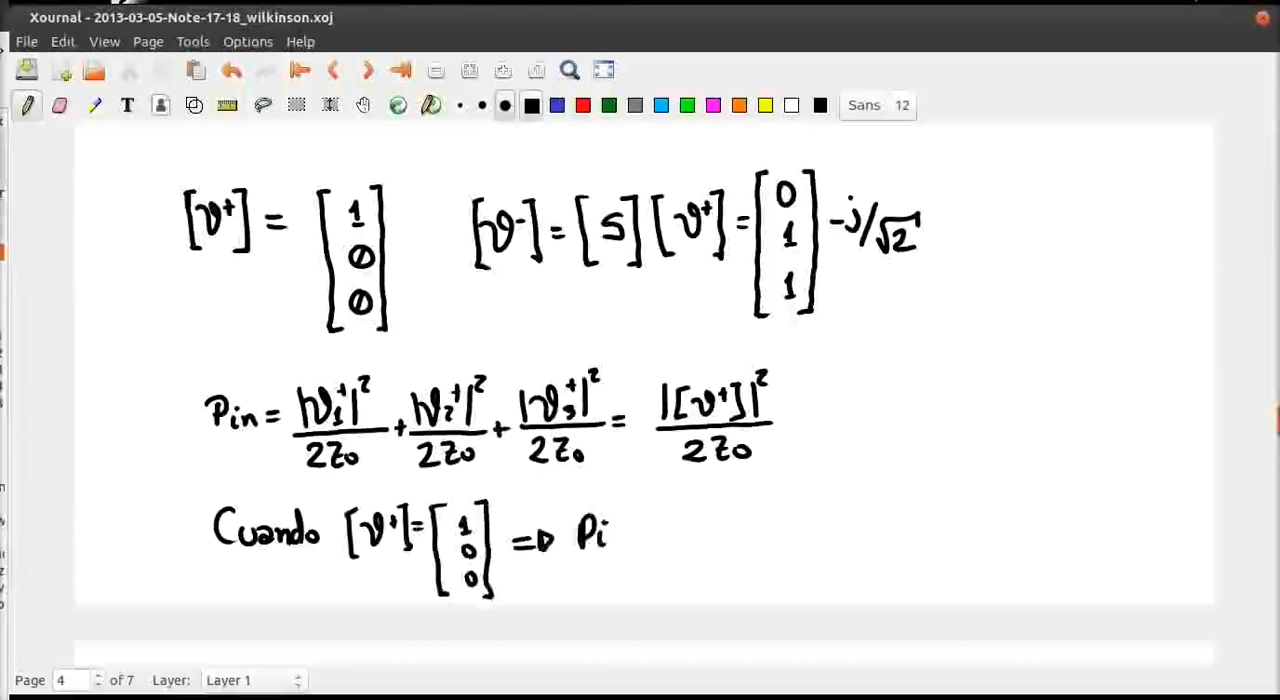 Xournal - 2013-03-05-Note-17-18_wilkinson.xoj
File Edit View Page Tools Options Help
Sans 12
[v⁺] = [1 0 0] [v⁻] = [S][v⁺] = [0 1 1] -j/√2
Pin = |v₁⁺|²/2Z₀ + |v₂⁺|²/2Z₀ + |v₃⁺|²/2Z₀ = |[v⁺]|²/2Z₀
Cuando [v⁺] = [1 0 0] => Pi
Page 4 of 7 Layer: Layer 1